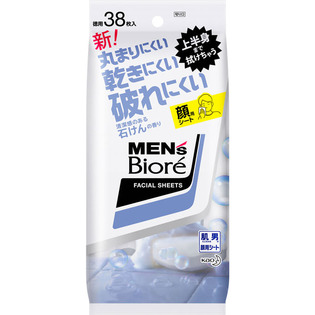 徳用38枚入
新!
丸まりにくい
乾きにくい
破れにくい
上半身まで
拭けちゃう
清潔感のある
石けんの香り
顔用
シート
MEN's
Bioré
FACIAL SHEETS
肌男
顔用シート
Kao